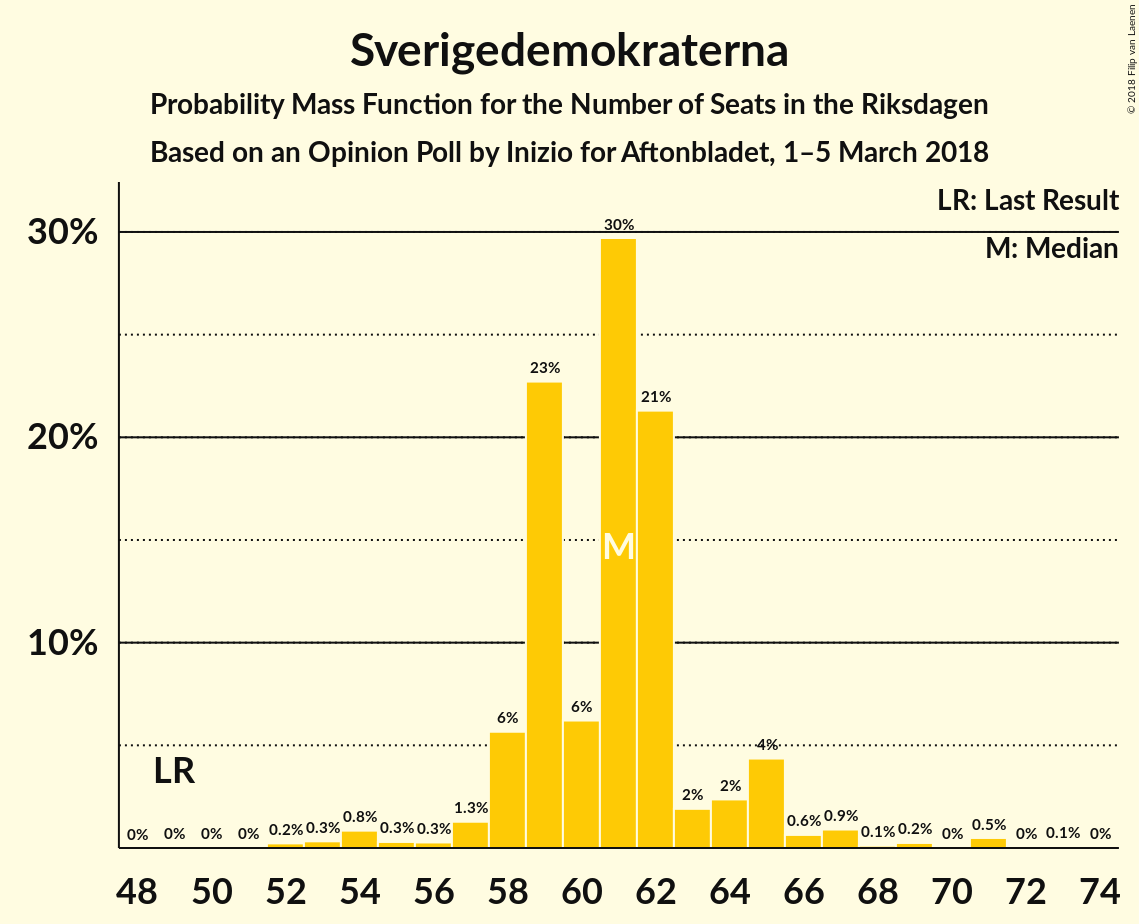 Sverigedemokraterna
Probability Mass Function for the Number of Seats in the Riksdagen
Based on an Opinion Poll by Inizio for Aftonbladet, 1–5 March 2018
© 2018 Filip van Laenen
LR: Last Result
M: Median
30%
20%
10%
0% 0% 0% 0% 0.2% 0.3% 0.8% 0.3% 0.3% 1.3% 6% 23% 6% 30% 21% 2% 2% 4% 0.6% 0.9% 0.1% 0.2% 0% 0.5% 0% 0.1% 0%
M
LR
48 50 52 54 56 58 60 62 64 66 68 70 72 74